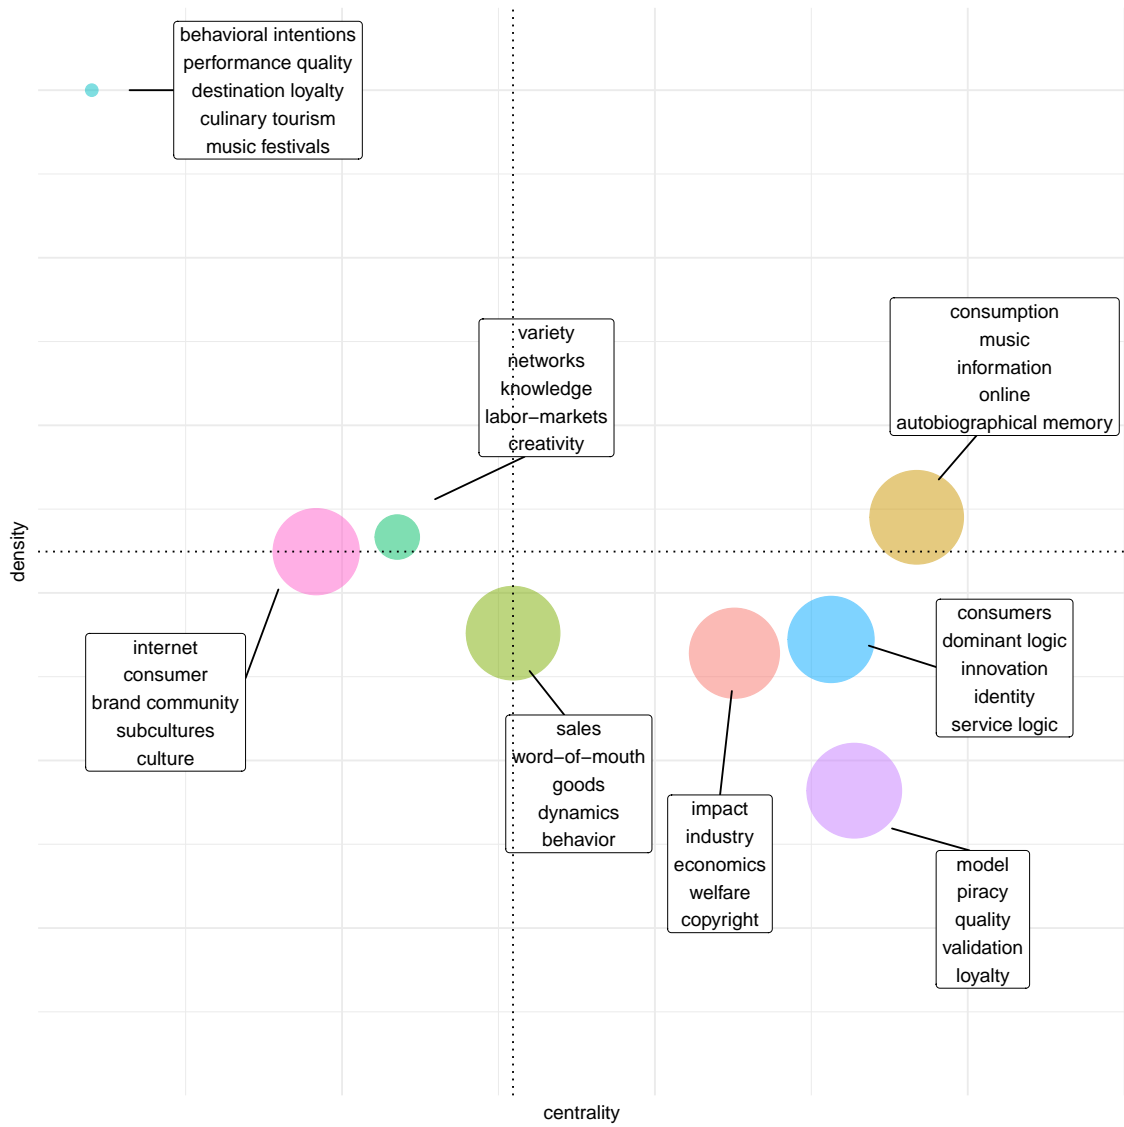 behavioral intentions
performance quality
destination loyalty
culinary tourism
music festivals
variety
networks
knowledge
labor−markets
creativity
consumption
music
information
online
autobiographical memory
density
internet
consumer
brand community
subcultures
culture
consumers
dominant logic
innovation
identity
service logic
sales
word−of−mouth
goods
dynamics
behavior
impact
industry
economics
welfare
copyright
model
piracy
quality
validation
loyalty
centrality